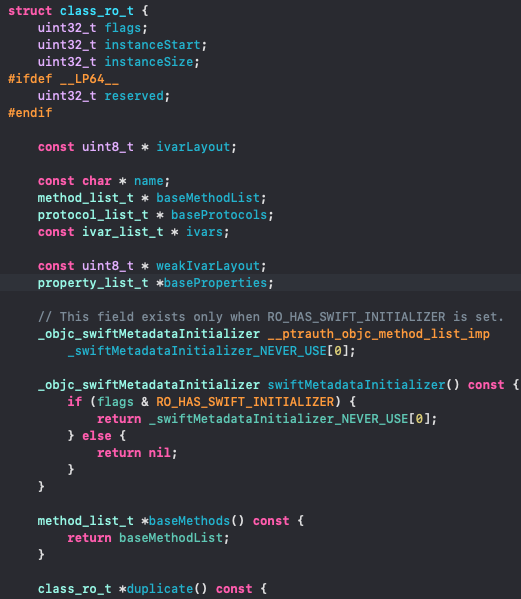 struct class_ro_t {
    uint32_t flags;
    uint32_t instanceStart;
    uint32_t instanceSize;
#ifdef __LP64__
    uint32_t reserved;
#endif

    const uint8_t * ivarLayout;

    const char * name;
    method_list_t * baseMethodList;
    protocol_list_t * baseProtocols;
    const ivar_list_t * ivars;

    const uint8_t * weakIvarLayout;
    property_list_t *baseProperties;

    // This field exists only when RO_HAS_SWIFT_INITIALIZER is set.
    _objc_swiftMetadataInitializer __ptrauth_objc_method_list_imp
        _swiftMetadataInitializer_NEVER_USE[0];

    _objc_swiftMetadataInitializer swiftMetadataInitializer() const {
        if (flags & RO_HAS_SWIFT_INITIALIZER) {
            return _swiftMetadataInitializer_NEVER_USE[0];
        } else {
            return nil;
        }
    }

    method_list_t *baseMethods() const {
        return baseMethodList;
    }

    class_ro_t *duplicate() const {